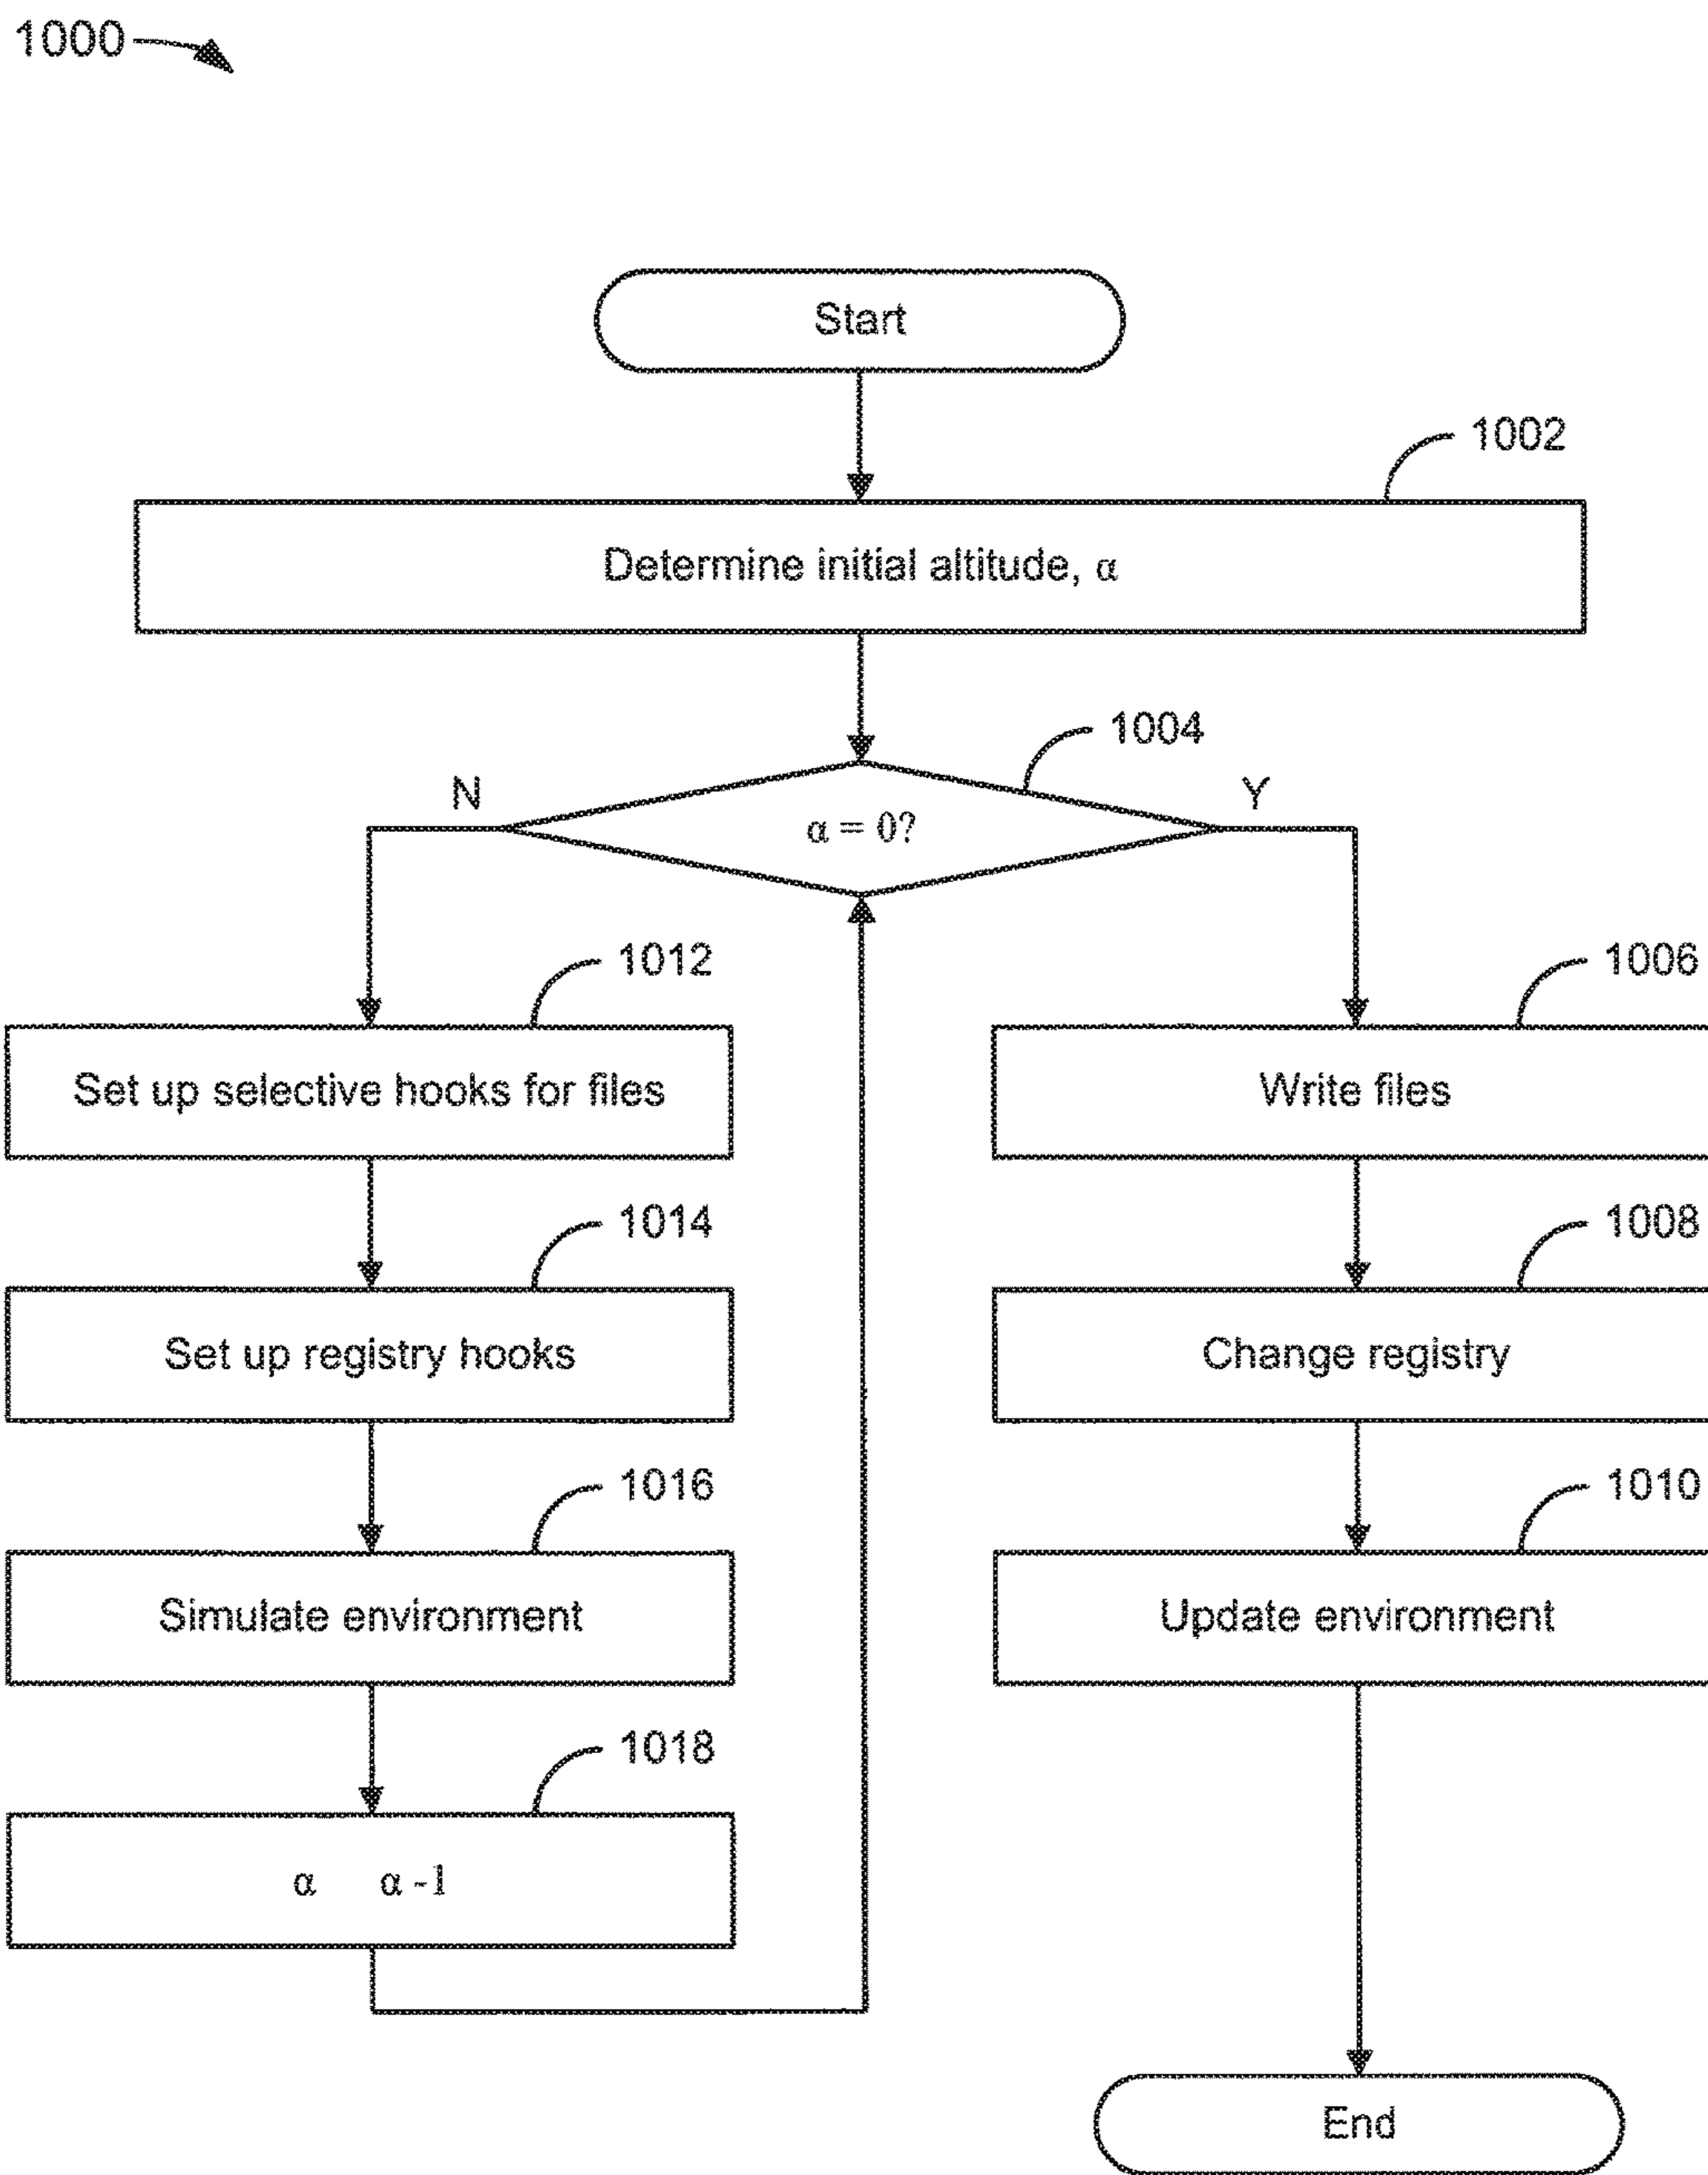 1000
Start
1002
Determine initial altitude, α
1004
N
Y
α = 0?
1012
1006
Set up selective hooks for files
Write files
1014
1008
Set up registry hooks
Change registry
1016
1010
Simulate environment
Update environment
1018
α α -1
End